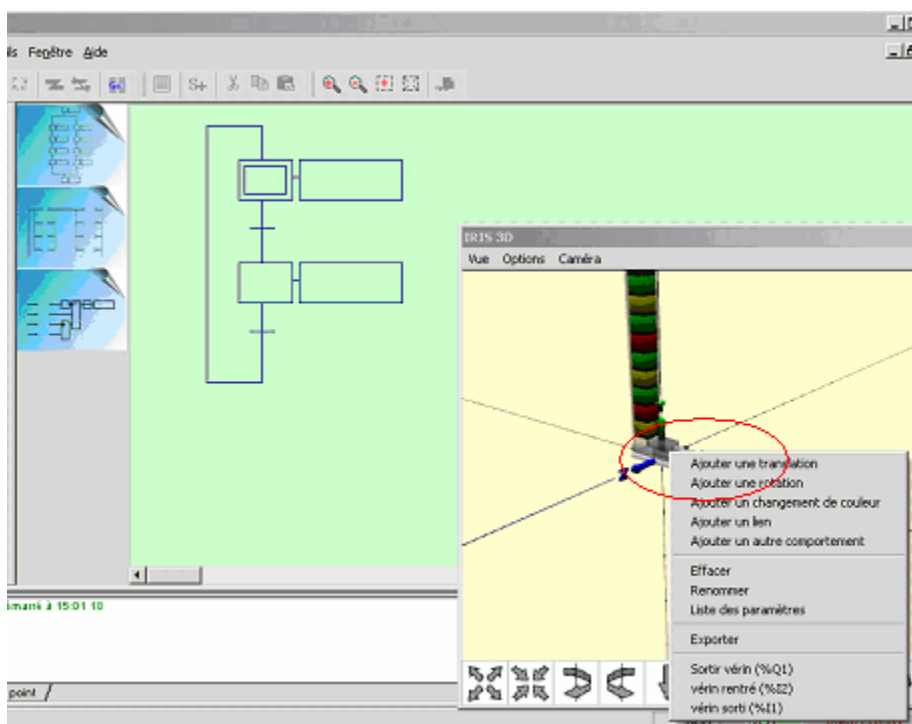 Fenêtre Aide
S+
IRIS 3D
Vue Options Caméra
Z
Ajouter une translation
Ajouter une rotation
Ajouter un changement de couleur
Ajouter un lien
Ajouter un autre comportement
Effacer
Renommer
Liste des paramètres
Exporter
Sortir vérin (%Q1)
vérin rentré (%I2)
vérin sorti (%I1)
à 15:01 10
point